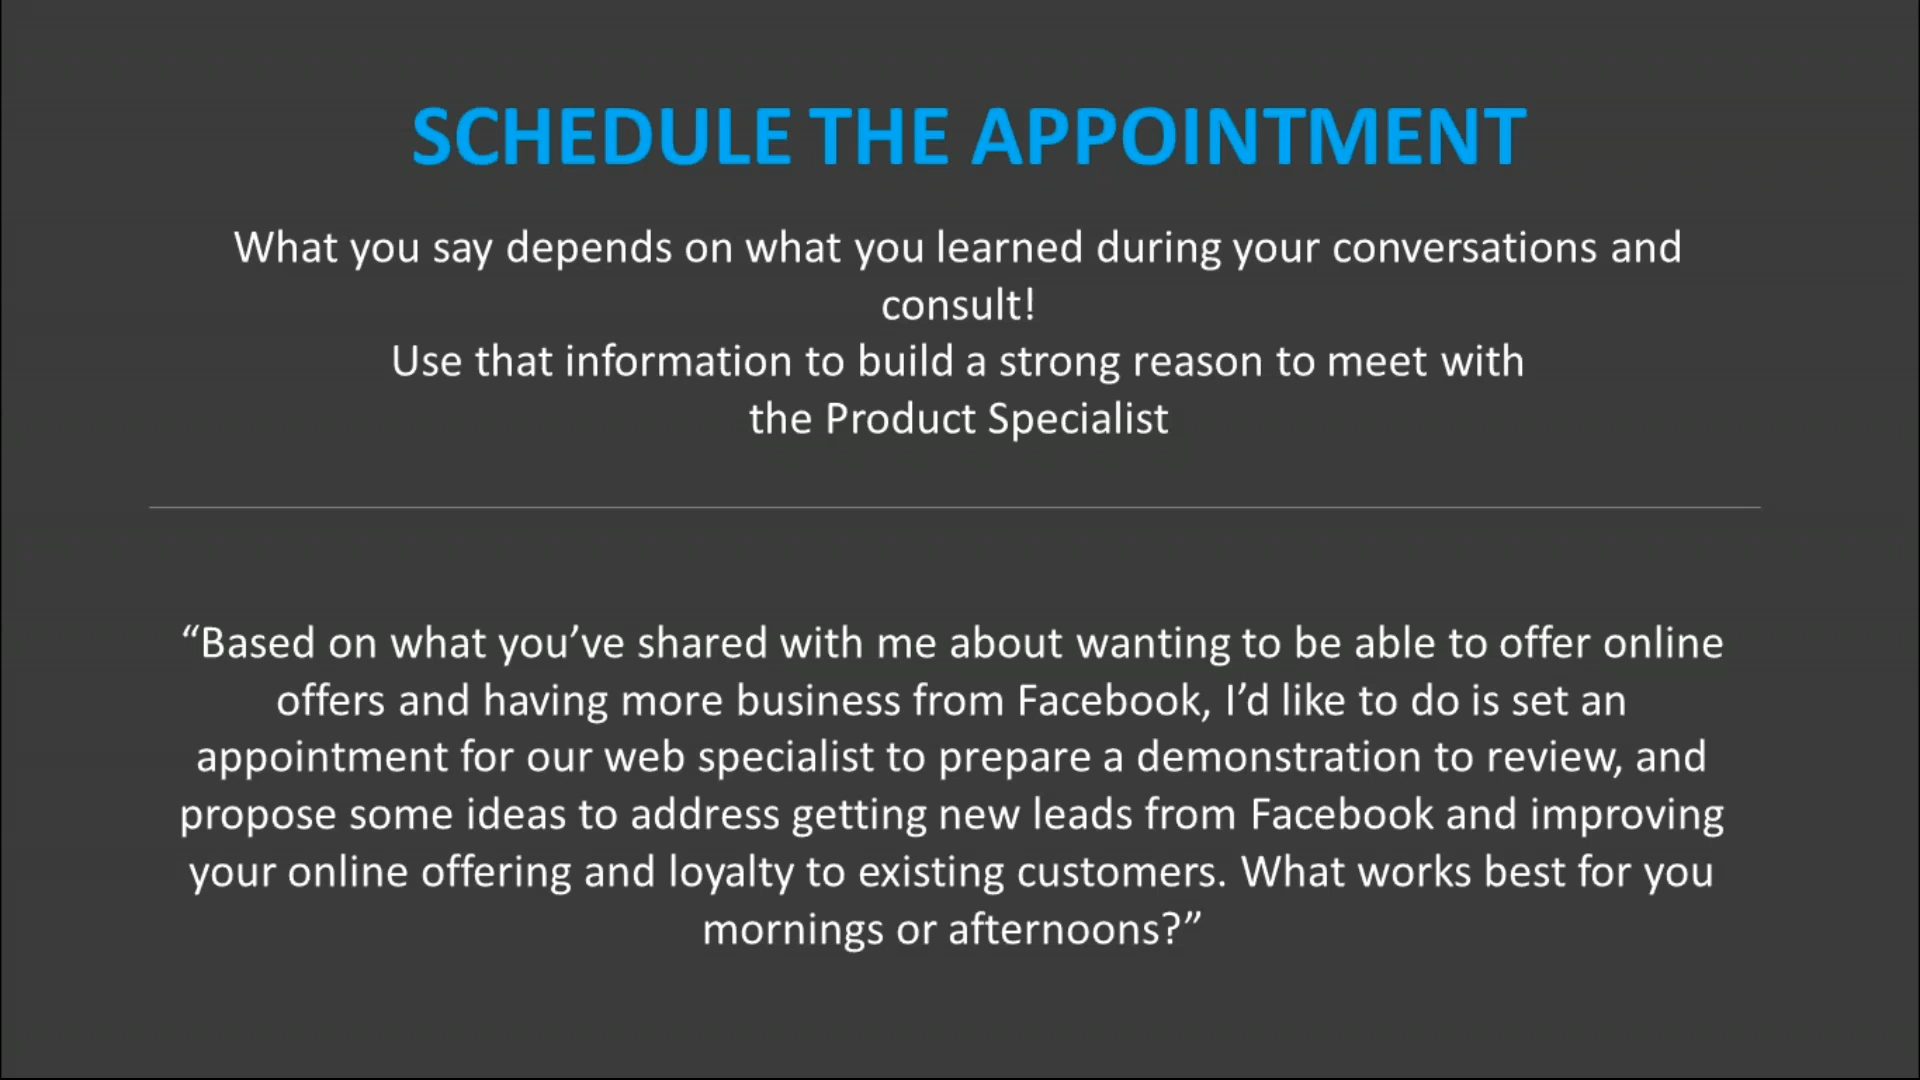 SCHEDULE THE APPOINTMENT
What you say depends on what you learned during your conversations and
consult!
Use that information to build a strong reason to meet with
the Product Specialist
“Based on what you’ve shared with me about wanting to be able to offer online
offers and having more business from Facebook, I’d like to do is set an
appointment for our web specialist to prepare a demonstration to review, and
propose some ideas to address getting new leads from Facebook and improving
your online offering and loyalty to existing customers. What works best for you
mornings or afternoons?”